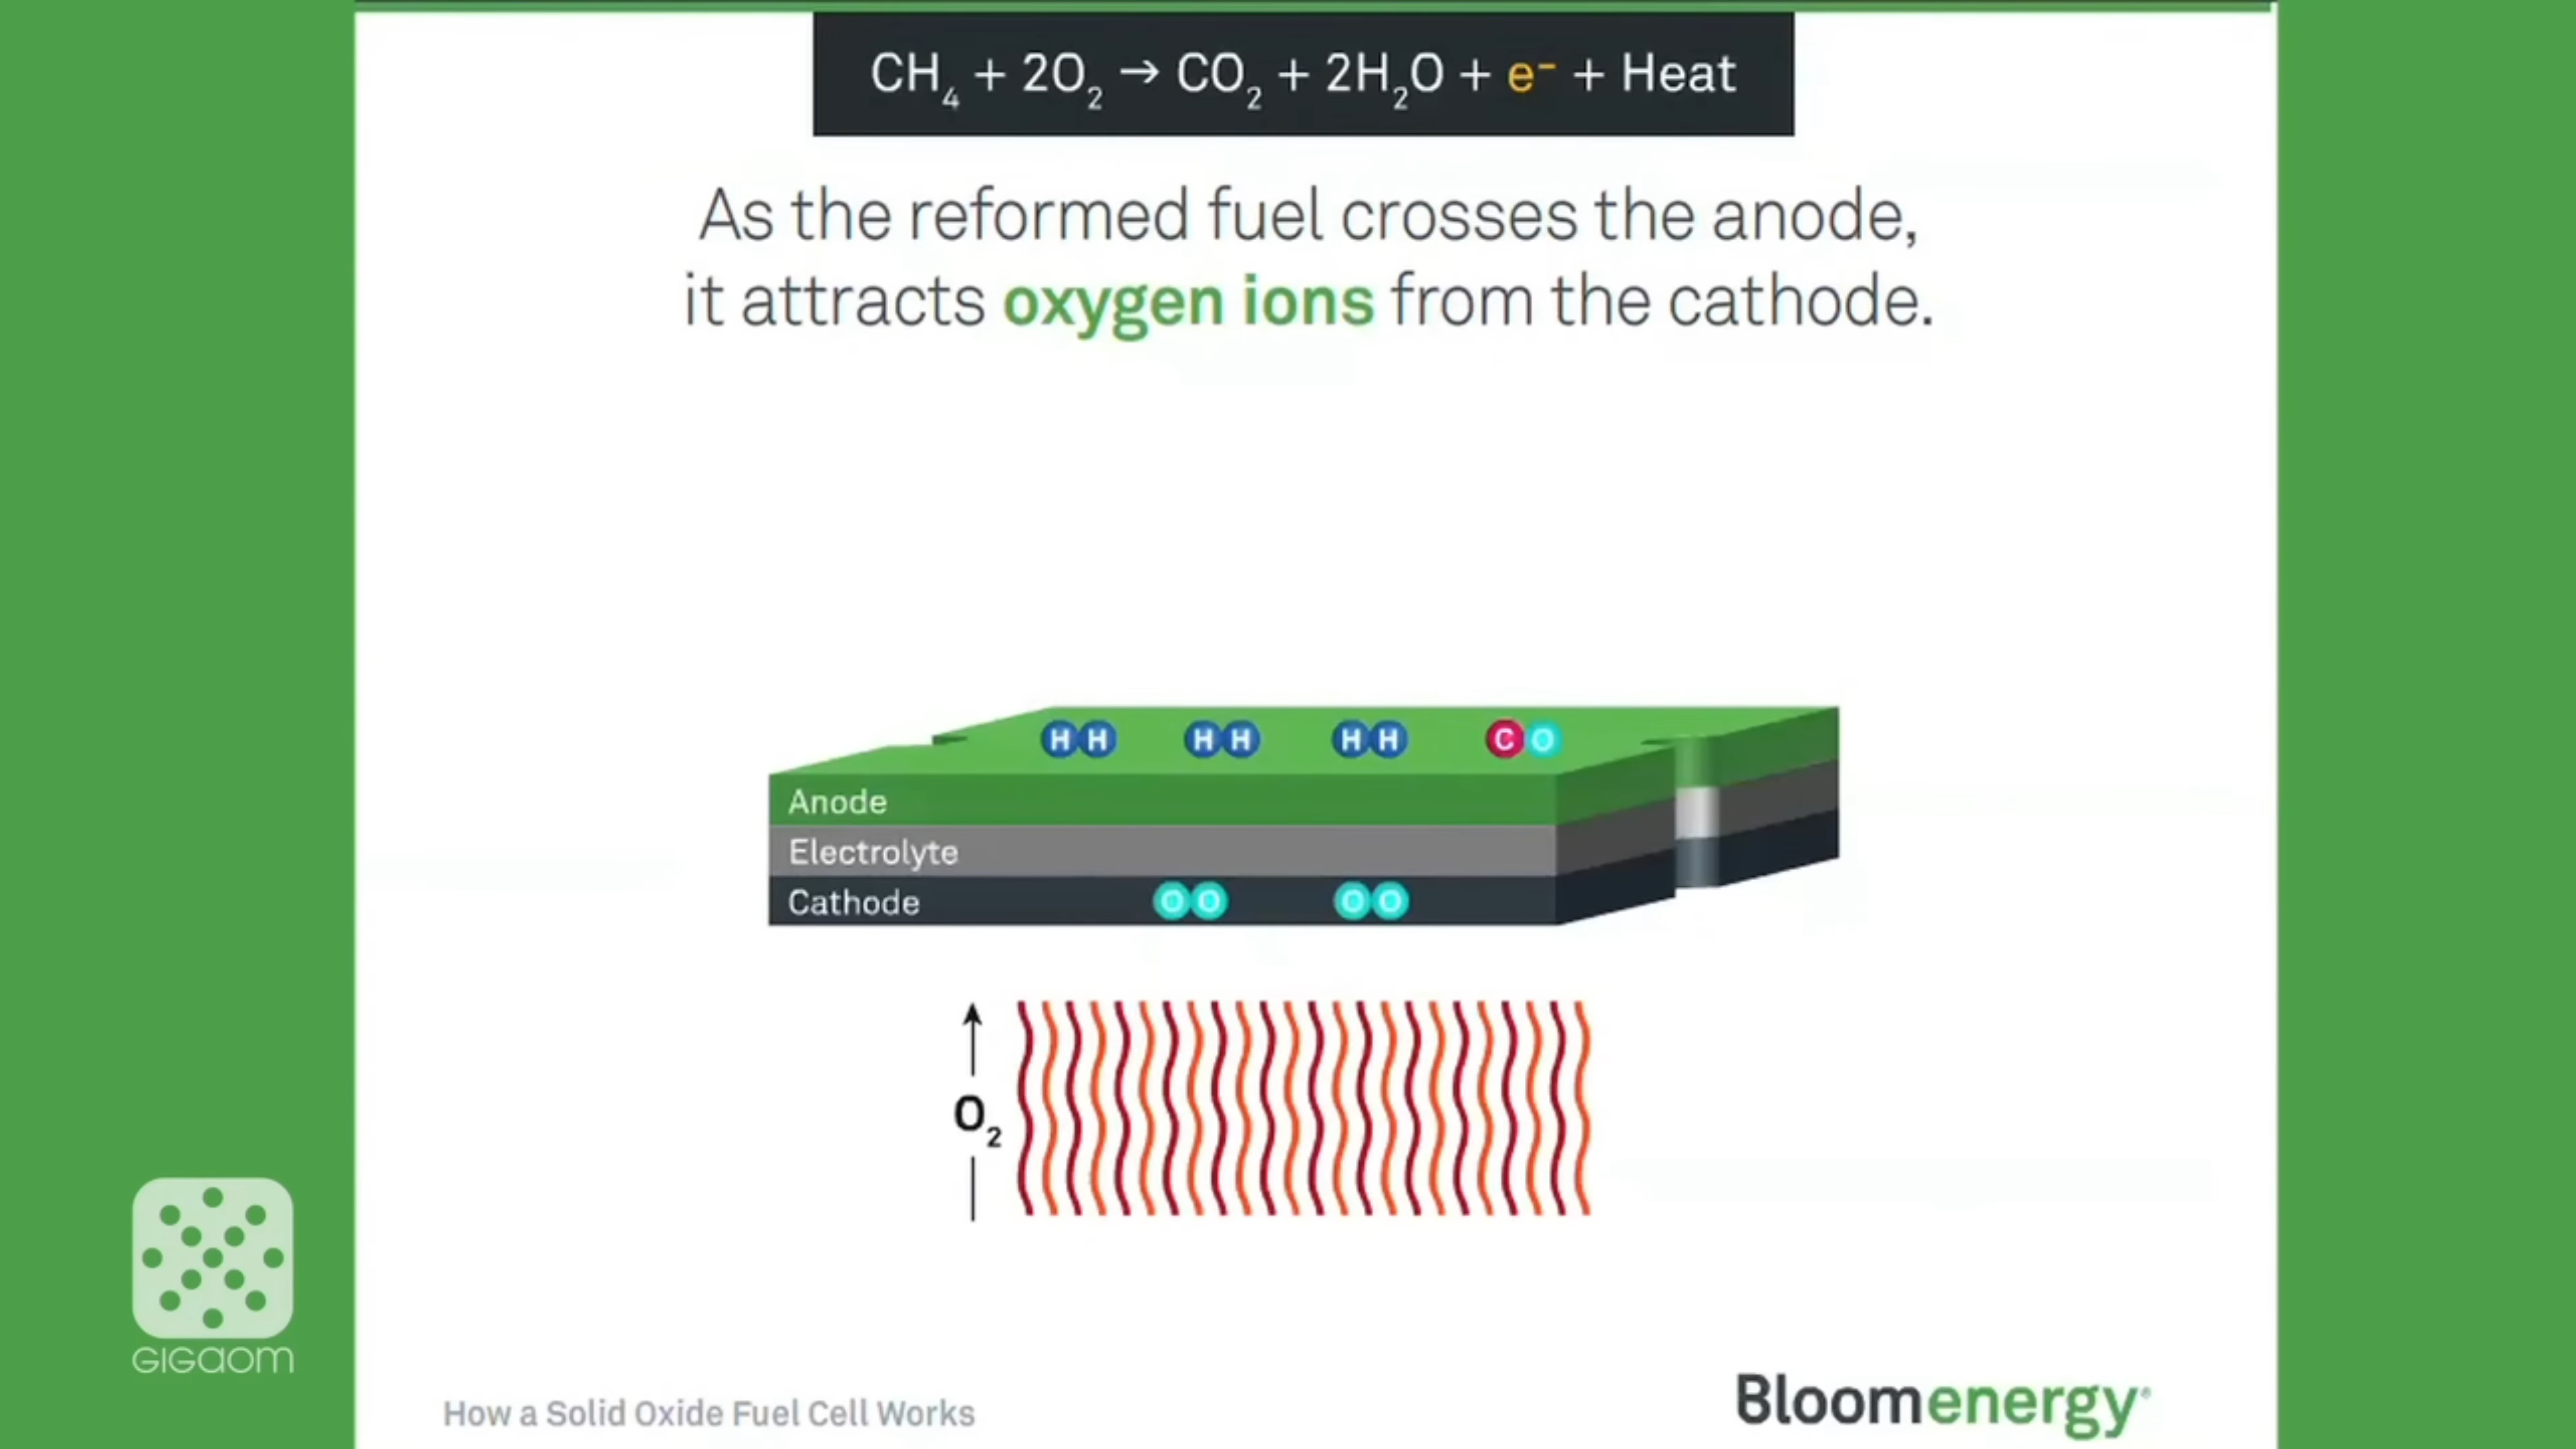 CH₄ + 2O₂ → CO₂ + 2H₂O + e⁻ + Heat
As the reformed fuel crosses the anode,
it attracts oxygen ions from the cathode.
H H H H H H C O
Anode
Electrolyte
Cathode O O O O
O₂
GIGAOM
How a Solid Oxide Fuel Cell Works
Bloomenergy®